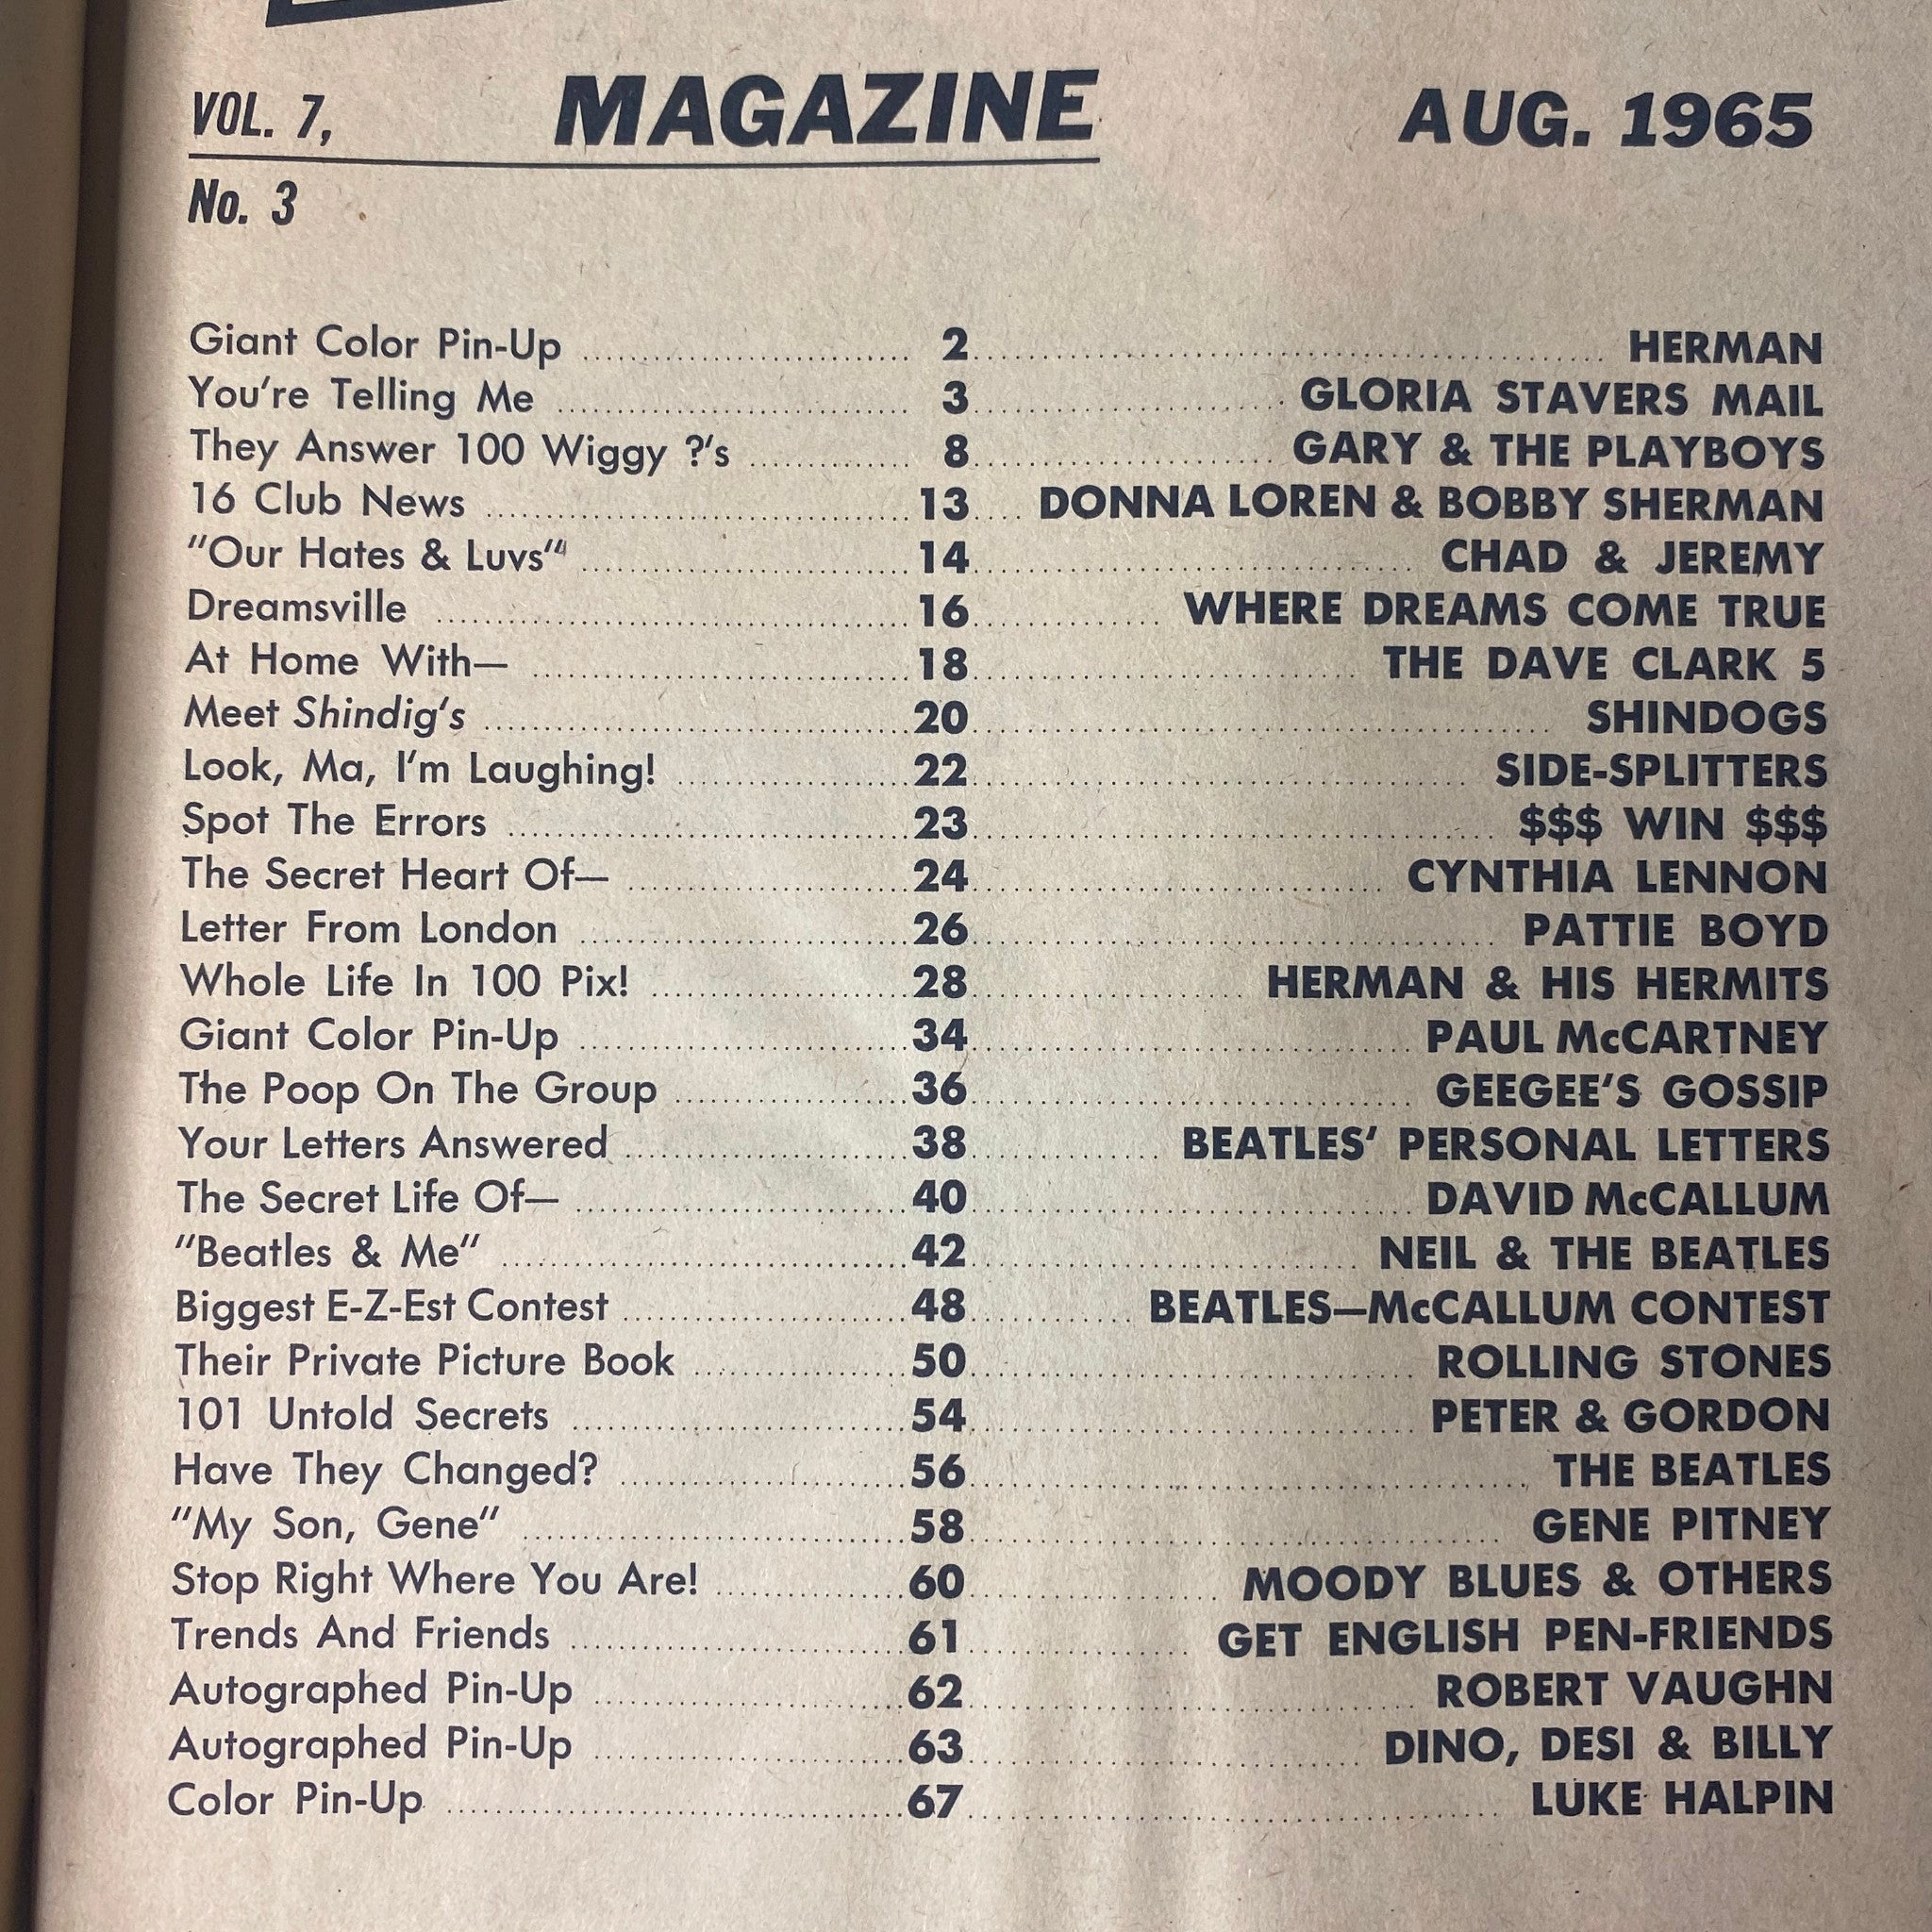 VOL. 7, MAGAZINE AUG. 1965
No. 3
Giant Color Pin-Up 2 HERMAN
You're Telling Me 3 GLORIA STAVERS MAIL
They Answer 100 Wiggy ?'s 8 GARY & THE PLAYBOYS
16 Club News 13 DONNA LOREN & BOBBY SHERMAN
"Our Hates & Luvs" 14 CHAD & JEREMY
Dreamsville 16 WHERE DREAMS COME TRUE
At Home With— 18 THE DAVE CLARK 5
Meet Shindig's 20 SHINDOGS
Look, Ma, I'm Laughing! 22 SIDE-SPLITTERS
Spot The Errors 23 $$$ WIN $$$
The Secret Heart Of— 24 CYNTHIA LENNON
Letter From London 26 PATTIE BOYD
Whole Life In 100 Pix! 28 HERMAN & HIS HERMITS
Giant Color Pin-Up 34 PAUL McCARTNEY
The Poop On The Group 36 GEEGEE'S GOSSIP
Your Letters Answered 38 BEATLES' PERSONAL LETTERS
The Secret Life Of— 40 DAVID McCALLUM
"Beatles & Me" 42 NEIL & THE BEATLES
Biggest E-Z-Est Contest 48 BEATLES—McCALLUM CONTEST
Their Private Picture Book 50 ROLLING STONES
101 Untold Secrets 54 PETER & GORDON
Have They Changed? 56 THE BEATLES
"My Son, Gene" 58 GENE PITNEY
Stop Right Where You Are! 60 MOODY BLUES & OTHERS
Trends And Friends 61 GET ENGLISH PEN-FRIENDS
Autographed Pin-Up 62 ROBERT VAUGHN
Autographed Pin-Up 63 DINO, DESI & BILLY
Color Pin-Up 67 LUKE HALPIN